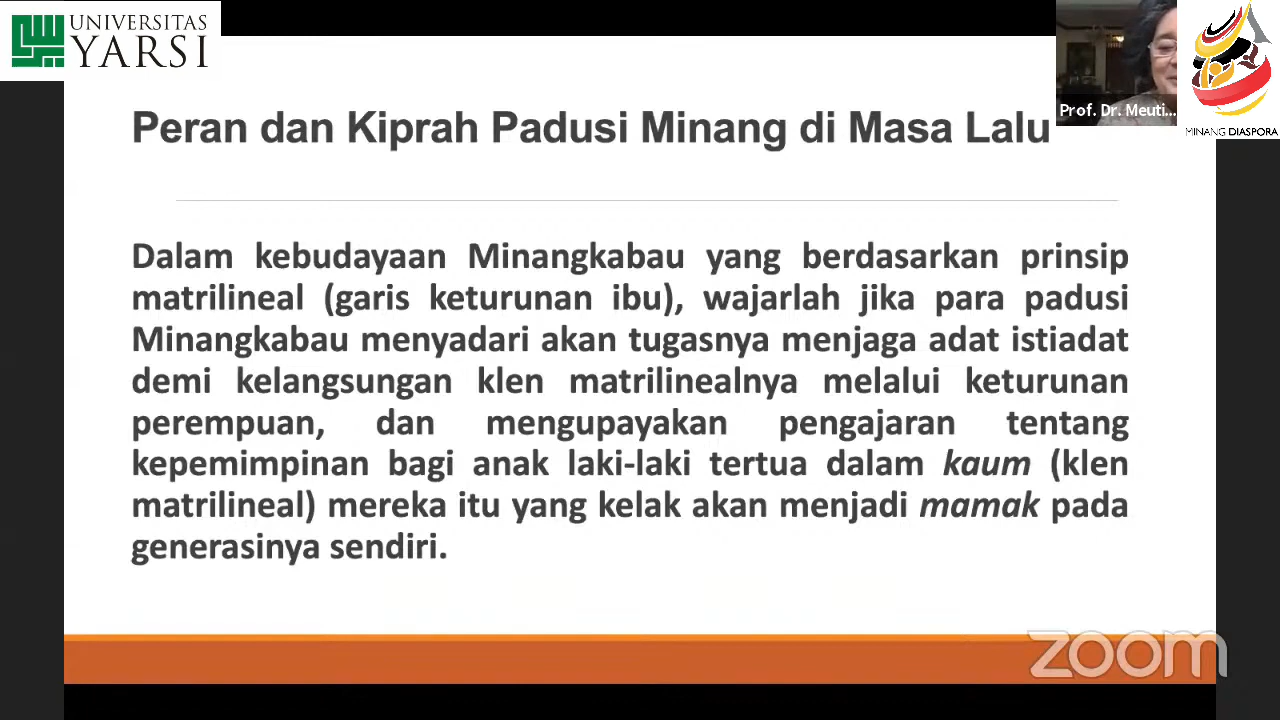 UNIVERSITAS
YARSI
Prof. Dr. Meuti...
MINANG DIASPORA
Peran dan Kiprah Padusi Minang di Masa Lalu
Dalam kebudayaan Minangkabau yang berdasarkan prinsip
matrilineal (garis keturunan ibu), wajarlah jika para padusi
Minangkabau menyadari akan tugasnya menjaga adat istiadat
demi kelangsungan klen matrilinealnya melalui keturunan
perempuan, dan mengupayakan pengajaran tentang
kepemimpinan bagi anak laki-laki tertua dalam kaum (klen
matrilineal) mereka itu yang kelak akan menjadi mamak pada
generasinya sendiri.
zoom